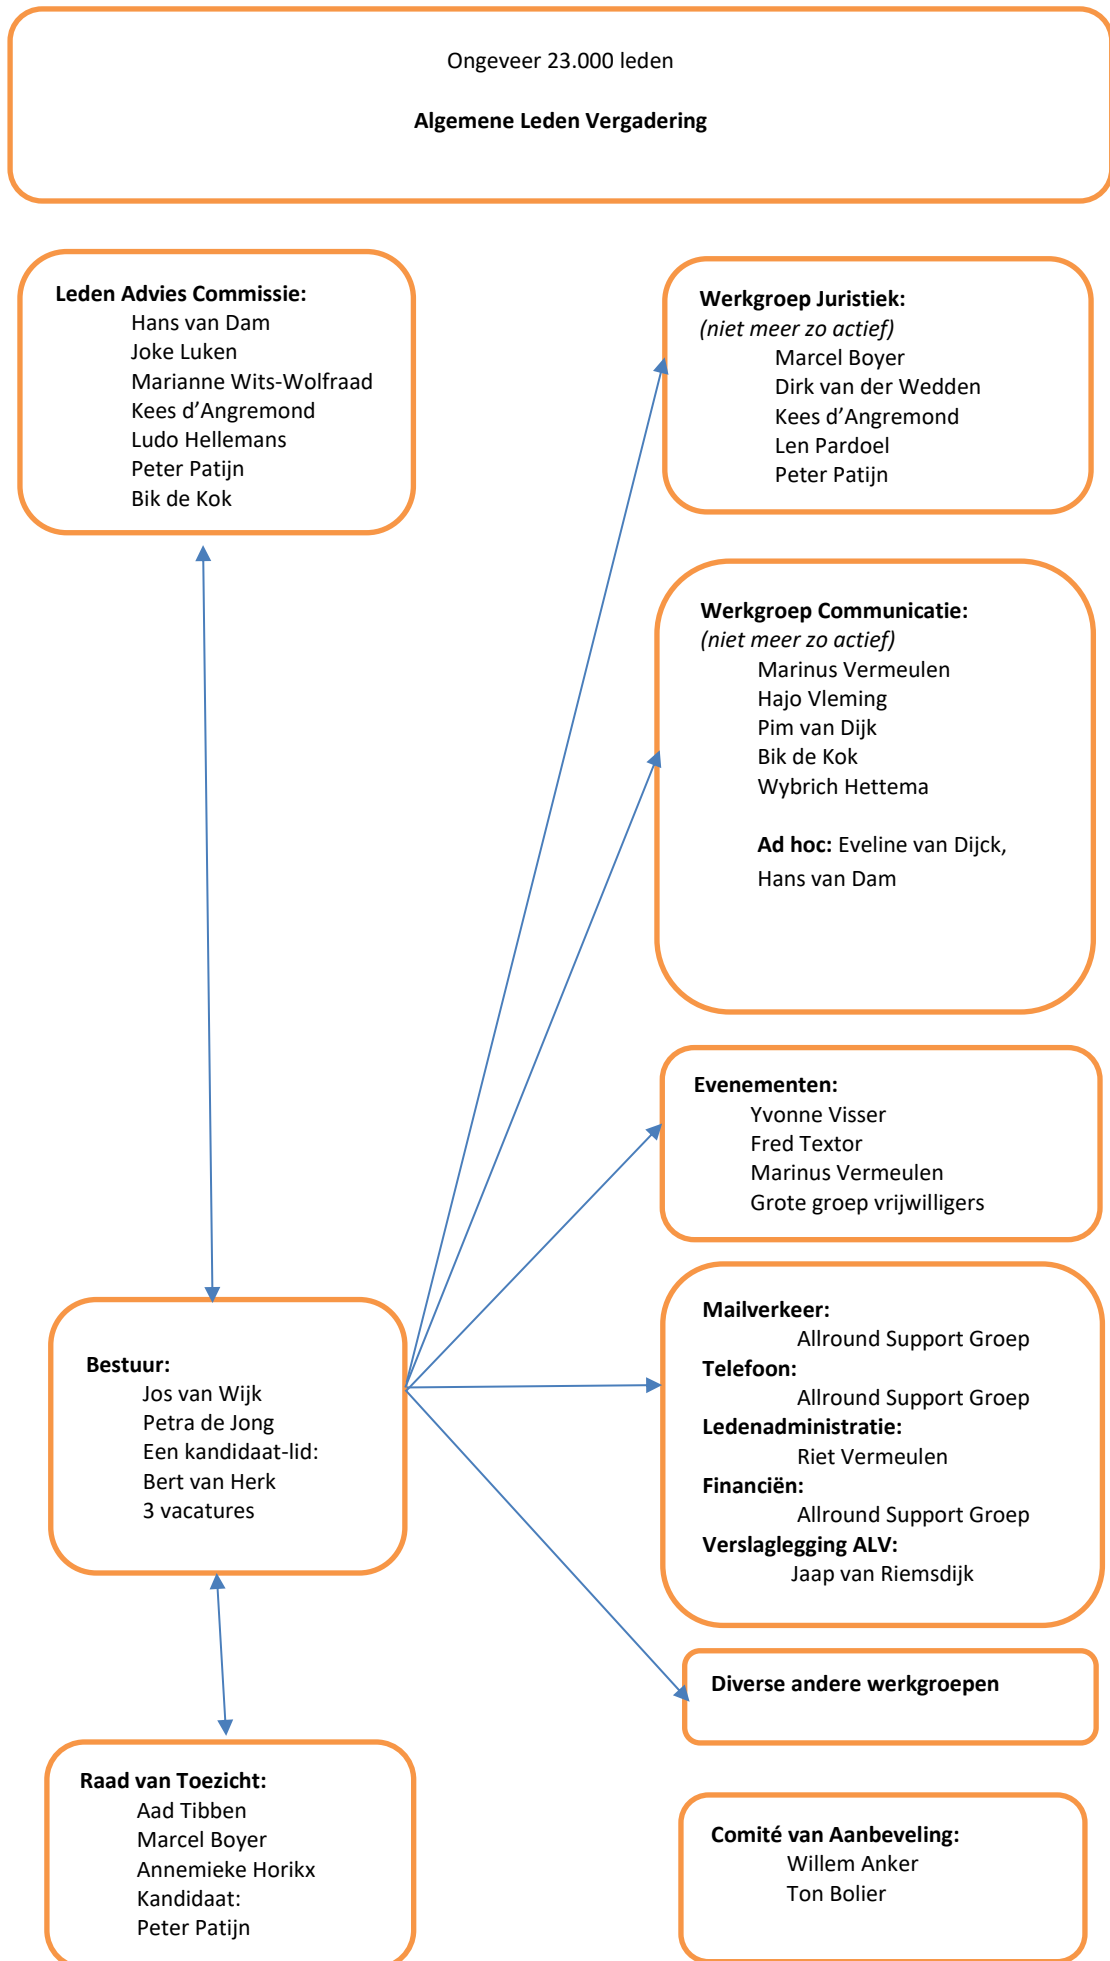 Ongeveer 23.000 leden
Algemene Leden Vergadering
Leden Advies Commissie:
Hans van Dam
Joke Luken
Marianne Wits-Wolfraad
Kees d’Angremond
Ludo Hellemans
Peter Patijn
Bik de Kok
Werkgroep Juristiek:
(niet meer zo actief)
Marcel Boyer
Dirk van der Wedden
Kees d’Angremond
Len Pardoel
Peter Patijn
Werkgroep Communicatie:
(niet meer zo actief)
Marinus Vermeulen
Hajo Vleming
Pim van Dijk
Bik de Kok
Wybrich Hettema
Ad hoc: Eveline van Dijck,
Hans van Dam
Evenementen:
Yvonne Visser
Fred Textor
Marinus Vermeulen
Grote groep vrijwilligers
Bestuur:
Jos van Wijk
Petra de Jong
Een kandidaat-lid:
Bert van Herk
3 vacatures
Mailverkeer:
Allround Support Groep
Telefoon:
Allround Support Groep
Ledenadministratie:
Riet Vermeulen
Financiën:
Allround Support Groep
Verslaglegging ALV:
Jaap van Riemsdijk
Diverse andere werkgroepen
Raad van Toezicht:
Aad Tibben
Marcel Boyer
Annemieke Horikx
Kandidaat:
Peter Patijn
Comité van Aanbeveling:
Willem Anker
Ton Bolier